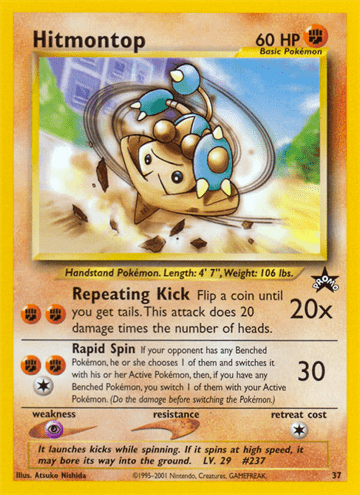 Hitmontop 60 HP
Basic Pokémon
Handstand Pokémon. Length: 4' 7", Weight: 106 lbs.
PROMO
Repeating Kick Flip a coin until
you get tails. This attack does 20
damage times the number of heads.
20x
Rapid Spin If your opponent has any Benched
Pokémon, he or she chooses 1 of them and switches it
with his or her Active Pokémon, then, if you have any
Benched Pokémon, you switch 1 of them with your Active
Pokémon. (Do the damage before switching the Pokémon.)
30
weakness resistance retreat cost
It launches kicks while spinning. If it spins at high speed, it
may bore its way into the ground. LV. 29 #237
Illus. Atsuko Nishida ©1995-2001 Nintendo, Creatures, GAMEFREAK. 37